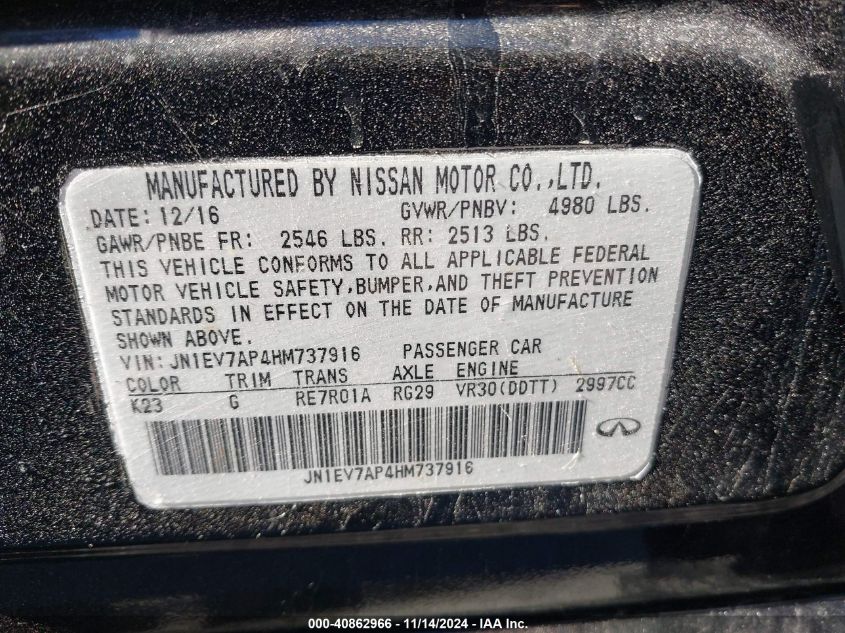 MANUFACTURED BY NISSAN MOTOR CO.,LTD.
DATE: 12/16 GVWR/PNBV: 4980 LBS.
GAWR/PNBE FR: 2546 LBS. RR: 2513 LBS.
THIS VEHICLE CONFORMS TO ALL APPLICABLE FEDERAL
MOTOR VEHICLE SAFETY,BUMPER,AND THEFT PREVENTION
STANDARDS IN EFFECT ON THE DATE OF MANUFACTURE
SHOWN ABOVE.
VIN: JN1EV7AP4HM737916 PASSENGER CAR
COLOR TRIM TRANS AXLE ENGINE
K23 G RE7R01A RG29 VR30(DDTT) 2997CC
JN1EV7AP4HM737916
000-40862966 - 11/14/2024 - IAA Inc.